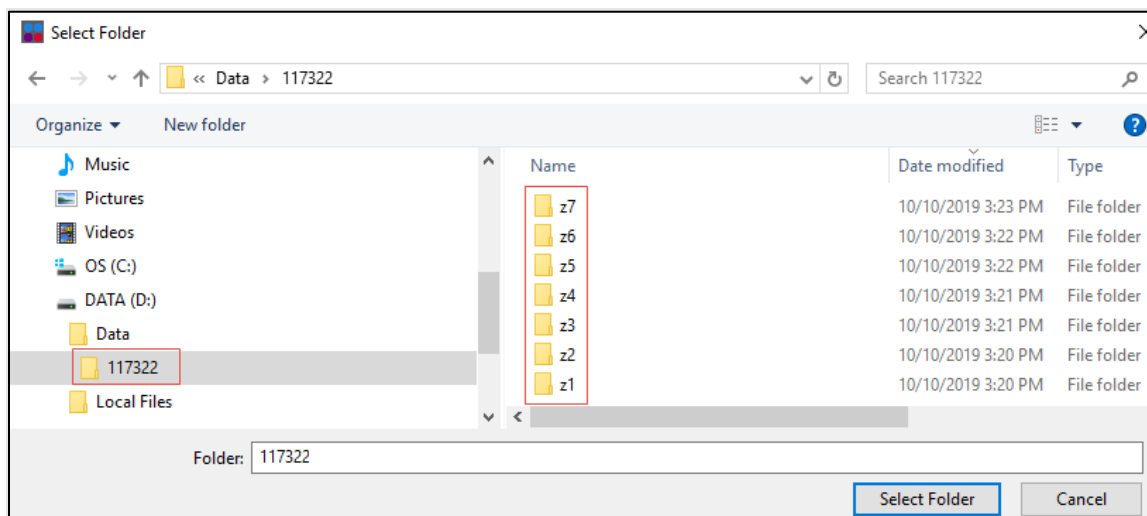 Select Folder
« Data > 117322
Search 117322
Organize
New folder
Music
Pictures
Videos
OS (C:)
DATA (D:)
Data
117322
Local Files
Name Date modified Type
z7 10/10/2019 3:23 PM File folder
z6 10/10/2019 3:22 PM File folder
z5 10/10/2019 3:22 PM File folder
z4 10/10/2019 3:21 PM File folder
z3 10/10/2019 3:21 PM File folder
z2 10/10/2019 3:20 PM File folder
z1 10/10/2019 3:20 PM File folder
Folder: 117322
Select Folder Cancel